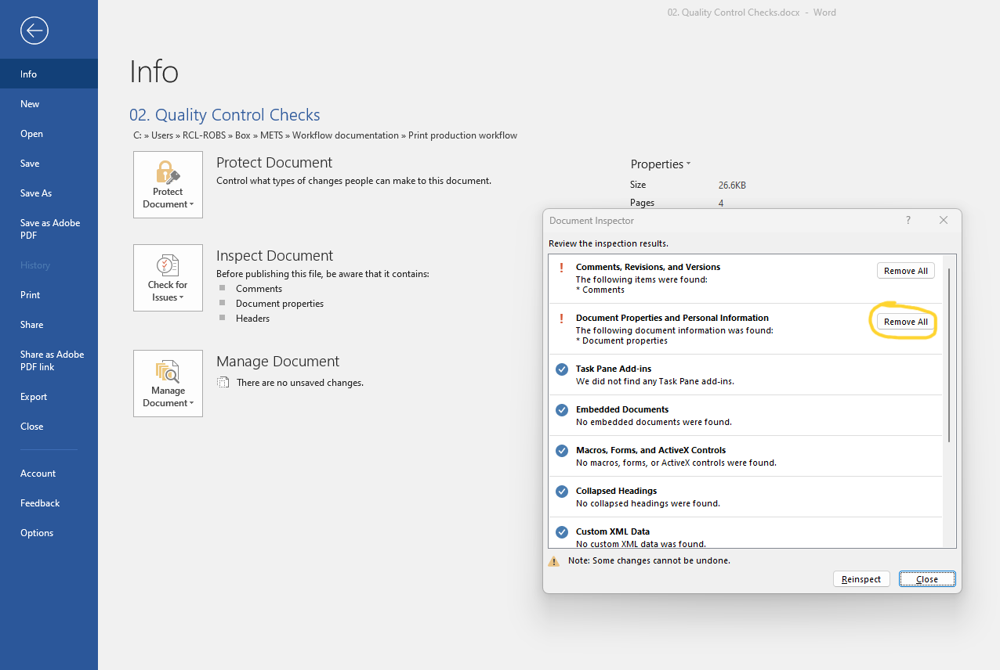 02. Quality Control Checks.docx - Word
Info
New
Open
Save
Save As
Save as Adobe
PDF
History
Print
Share
Share as Adobe
PDF link
Export
Close
Account
Feedback
Options
Info
02. Quality Control Checks
C: » Users » RCL-ROBS » Box » METS » Workflow documentation » Print production workflow
Protect
Document
Protect Document
Control what types of changes people can make to this document.
Check for
Issues
Inspect Document
Before publishing this file, be aware that it contains:
Comments
Document properties
Headers
Manage
Document
Manage Document
There are no unsaved changes.
Properties
Size 26.6KB
Pages 4
Document Inspector ?
Review the inspection results.
! Comments, Revisions, and Versions
The following items were found:
* Comments
Remove All
! Document Properties and Personal Information
The following document information was found:
* Document properties
Remove All
Task Pane Add-ins
We did not find any Task Pane add-ins.
Embedded Documents
No embedded documents were found.
Macros, Forms, and ActiveX Controls
No macros, forms, or ActiveX controls were found.
Collapsed Headings
No collapsed headings were found.
Custom XML Data
No custom XML data was found.
Note: Some changes cannot be undone.
Reinspect
Close